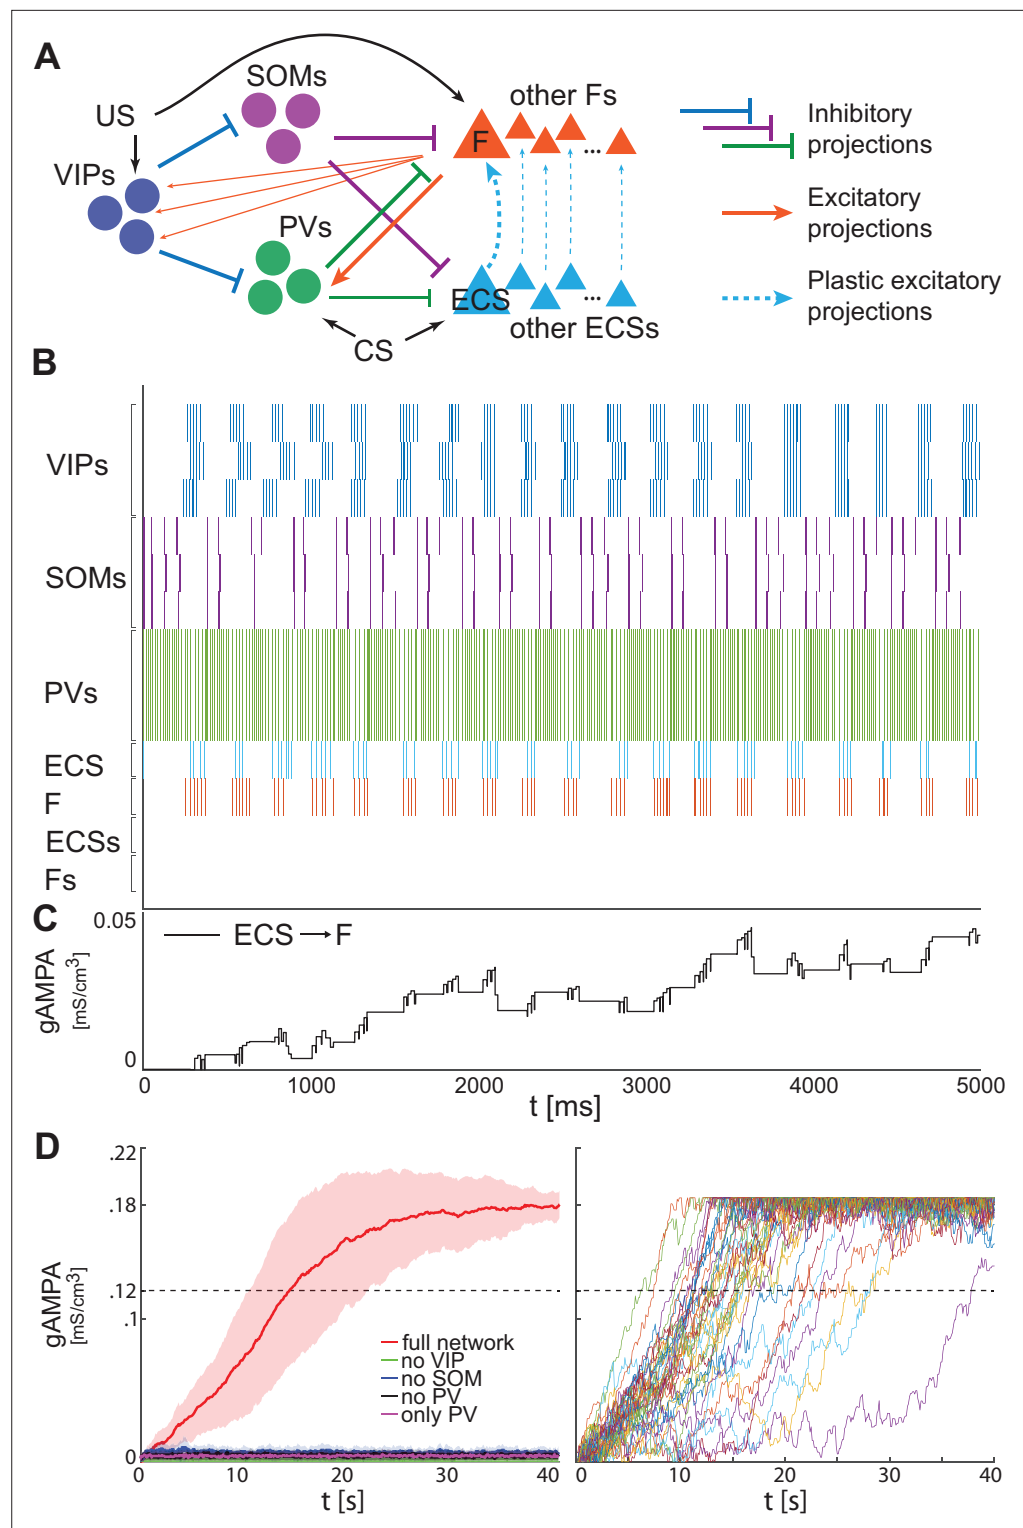 A
US
SOMs
other Fs
F
...
VIPs
PVs
ECS
...
other ECSs
CS
Inhibitory
projections
Excitatory
projections
Plastic excitatory
projections
B
VIPs
SOMs
PVs
ECS
F
ECSs
Fs
C
0.05
ECS F
gAMPA
[mS/cm³]
0
0 1000 2000 3000 4000 5000
t [ms]
D
.22
.18
.12
.1
0
gAMPA
[mS/cm³]
full network
no VIP
no SOM
no PV
only PV
0 10 20 30 40
t [s]
0 10 20 30 40
t [s]